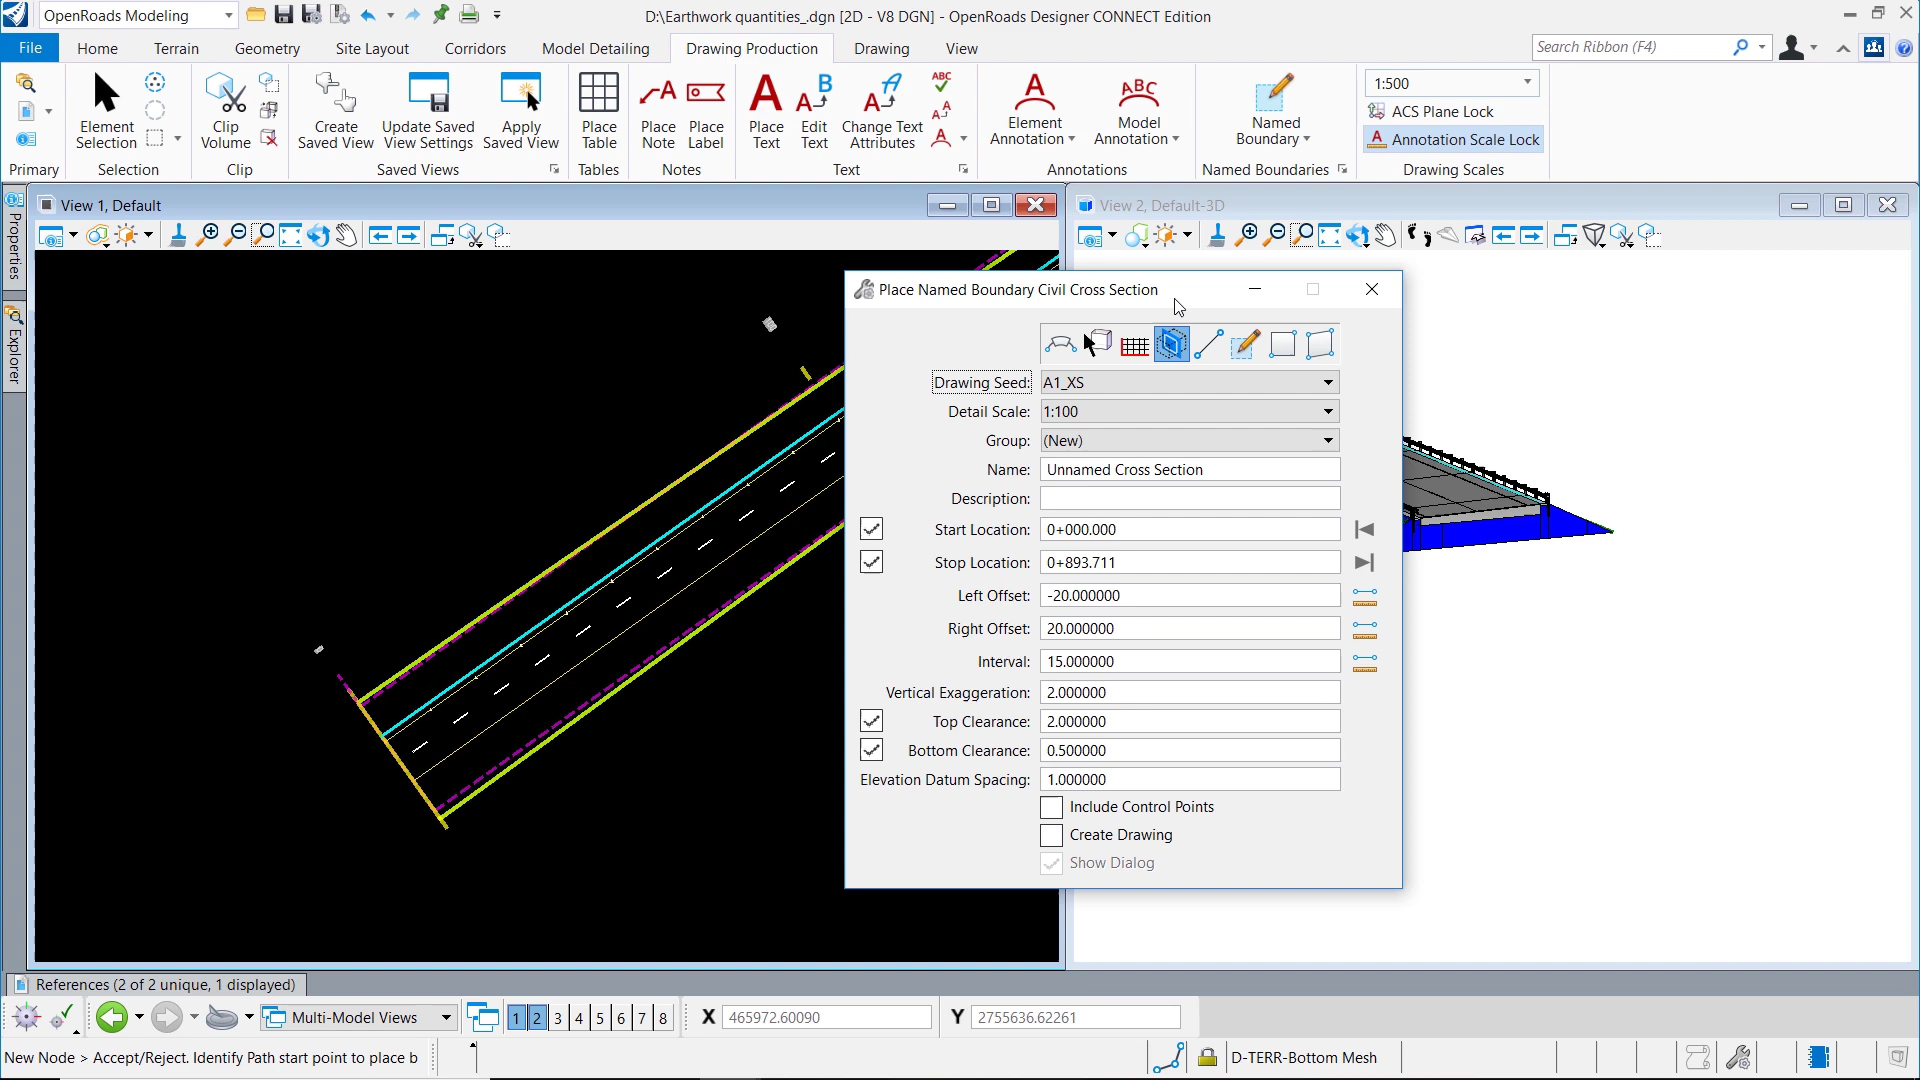 OpenRoads Modeling
D:\Earthwork quantities_.dgn [2D - V8 DGN] - OpenRoads Designer CONNECT Edition
File
Home
Terrain
Geometry
Site Layout
Corridors
Model Detailing
Drawing Production
Drawing
View
Search Ribbon (F4)
Element
Selection
Clip
Volume
Create
Saved View
Update Saved
View Settings
Apply
Saved View
Place
Table
Place
Note
Place
Label
Place
Text
Edit
Text
Change Text
Attributes
Element
Annotation
Model
Annotation
Named
Boundary
1:500
ACS Plane Lock
Annotation Scale Lock
Primary
Selection
Clip
Saved Views
Tables
Notes
Text
Annotations
Named Boundaries
Drawing Scales
Properties
Explorer
View 1, Default
View 2, Default-3D
Place Named Boundary Civil Cross Section
Drawing Seed: A1_XS
Detail Scale: 1:100
Group: (New)
Name: Unnamed Cross Section
Description:
Start Location: 0+000.000
Stop Location: 0+893.711
Left Offset: -20.000000
Right Offset: 20.000000
Interval: 15.000000
Vertical Exaggeration: 2.000000
Top Clearance: 2.000000
Bottom Clearance: 0.500000
Elevation Datum Spacing: 1.000000
Include Control Points
Create Drawing
Show Dialog
References (2 of 2 unique, 1 displayed)
Multi-Model Views
1 2 3 4 5 6 7 8
X 465972.60090
Y 2755636.62261
New Node > Accept/Reject. Identify Path start point to place b
D-TERR-Bottom Mesh